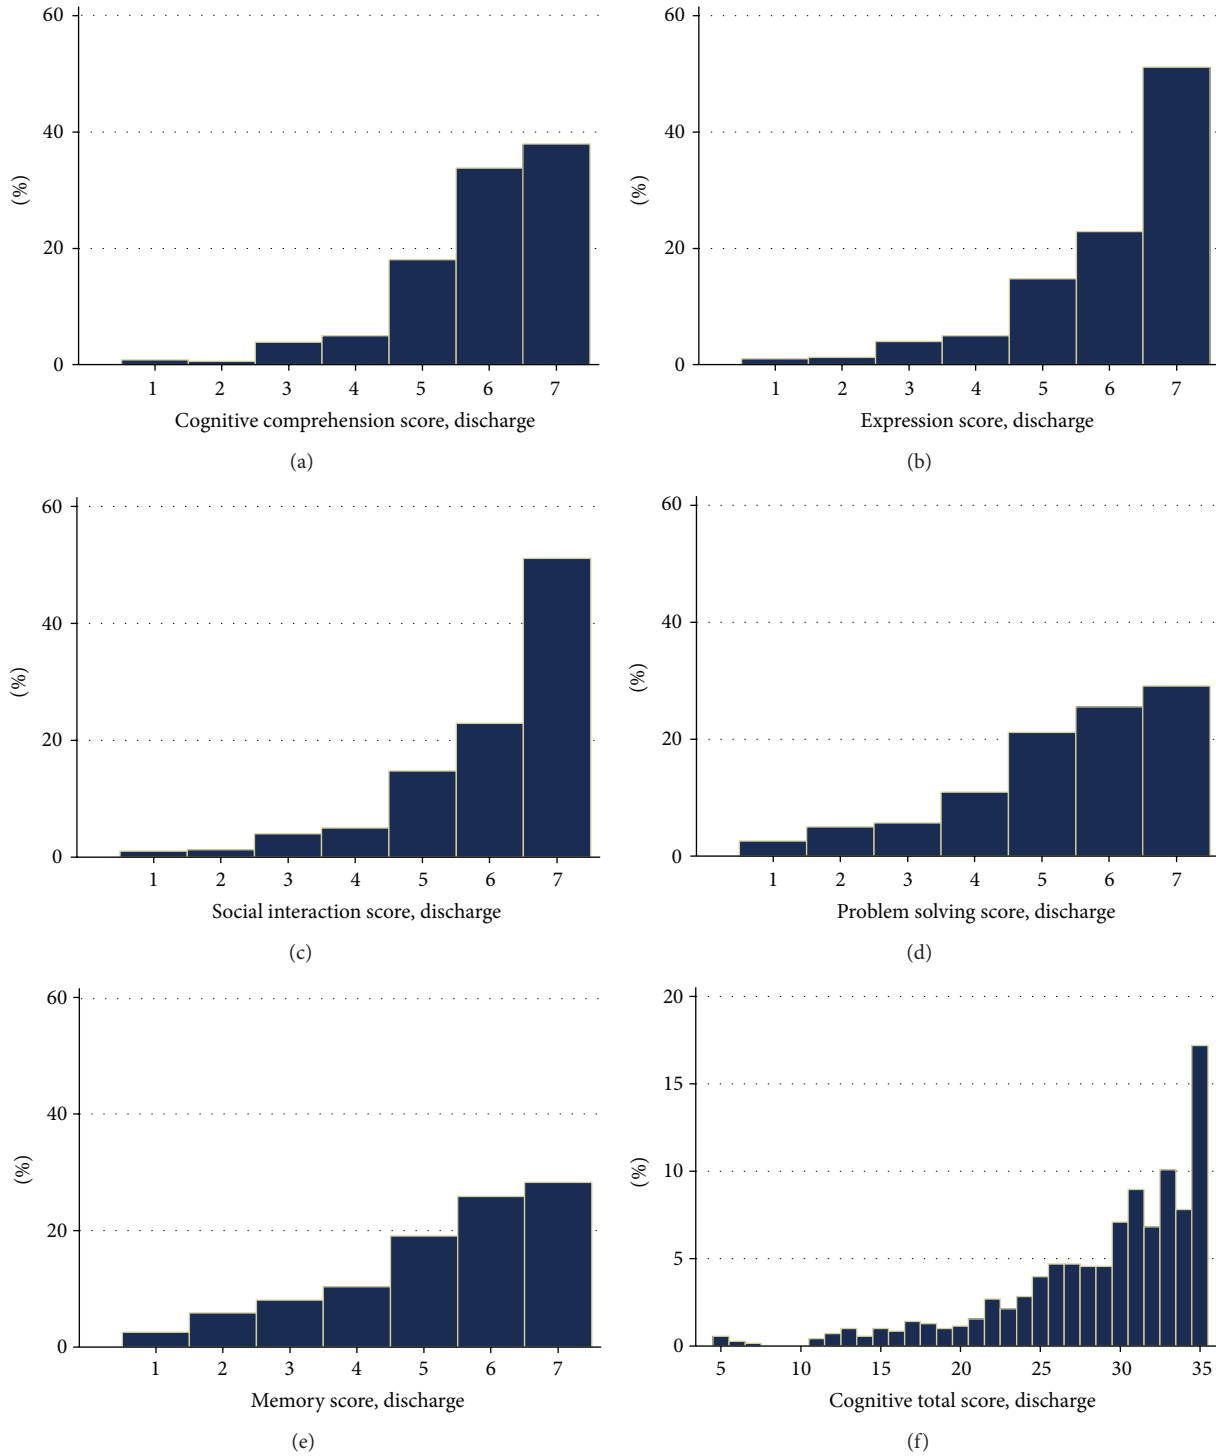 60
40
20
0
(%)
1 2 3 4 5 6 7
Cognitive comprehension score, discharge
(a)
60
40
20
0
(%)
1 2 3 4 5 6 7
Expression score, discharge
(b)
60
40
20
0
(%)
1 2 3 4 5 6 7
Social interaction score, discharge
(c)
60
40
20
0
(%)
1 2 3 4 5 6 7
Problem solving score, discharge
(d)
60
40
20
0
(%)
1 2 3 4 5 6 7
Memory score, discharge
(e)
20
15
10
5
0
(%)
5 10 15 20 25 30 35
Cognitive total score, discharge
(f)